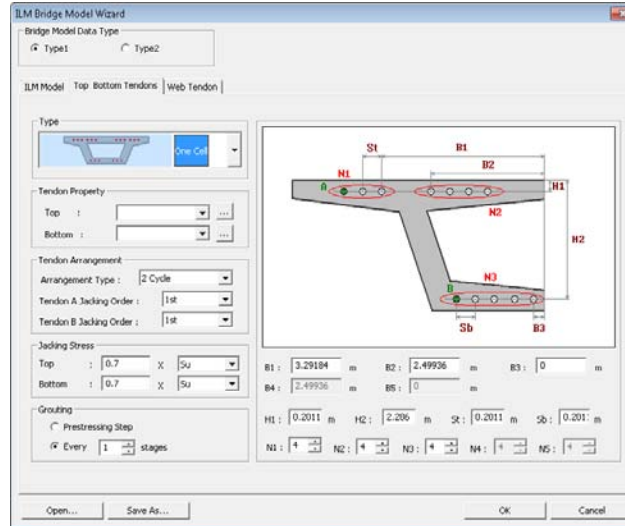 ILM Bridge Model Wizard
Bridge Model Data Type
Type1 Type2
ILM Model Top Bottom Tendons Web Tendon
Type
One Cell
Tendon Property
Top :
Bottom :
Tendon Arrangement
Arrangement Type : 2 Cycle
Tendon A Jacking Order : 1st
Tendon B Jacking Order : 1st
Jacking Stress
Top : 0.7 X Su
Bottom : 0.7 X Su
Grouting
Prestressing Step
Every 1 stages
St B1
B2
N1
A
H1
N2
H2
N3
B
Sb B3
B1 : 3.29184 m B2 : 2.49936 m B3 : 0 m
B4 : 2.49936 m B5 : 0 m
H1 : 0.2011 m H2 : 2.206 m St : 0.2011 m Sb : 0.201 m
N1 : 4 N2 : 4 N3 : 4 N4 : 4 N5 : 4
Open... Save As... OK Cancel